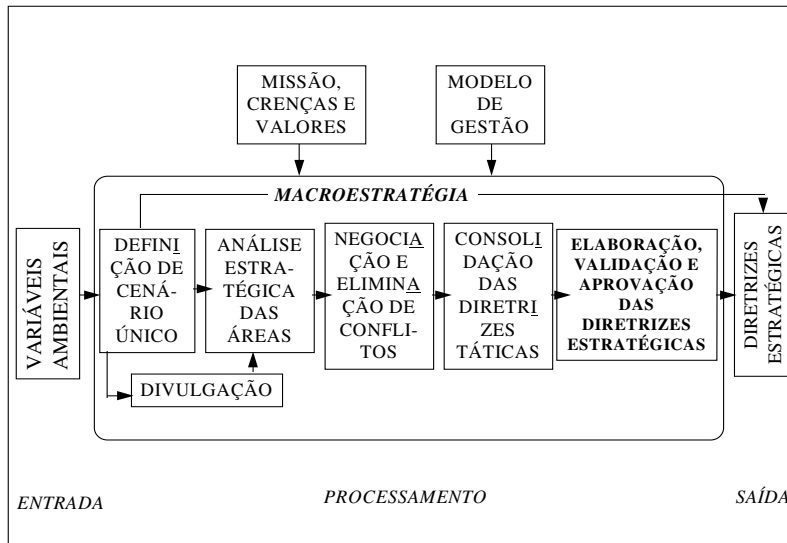 MISSÃO,
CRENÇAS E
VALORES
MODELO
DE
GESTÃO
MACROESTRATÉGIA
VARIÁVEIS
AMBIENTAIS
DEFINI
ÇÃO DE
CENÁ-
RIO
ÚNICO
ANÁLISE
ESTRA-
TÉGICA
DAS
ÁREAS
NEGOCIA
ÇÃO E
ELIMINA
ÇÃO DE
CONFLI
TOS
CONSOLI
DAÇÃO
DAS
DIRETRI
ZES
TÁTICAS
ELABORAÇÃO,
VALIDAÇÃO E
APROVAÇÃO
DAS
DIRETRIZES
ESTRATÉGICAS
DIRETRIZES
ESTRATÉGICAS
DIVULGAÇÃO
ENTRADA
PROCESSAMENTO
SAÍDA